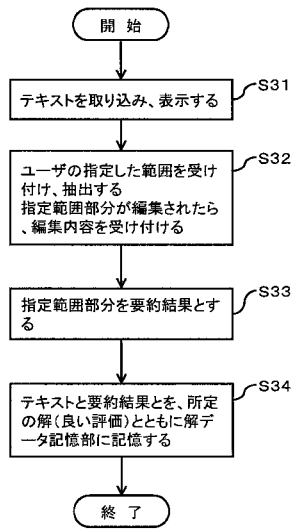 開 始
S31
テキストを取り込み、表示する
S32
ユーザの指定した範囲を受け
付け、抽出する
指定範囲部分が編集されたら
、編集内容を受け付ける
S33
指定範囲部分を要約結果とす
る
S34
テキストと要約結果とを、所定
の解(良い評価)とともに解デ
ータ記憶部に記憶する
終 了